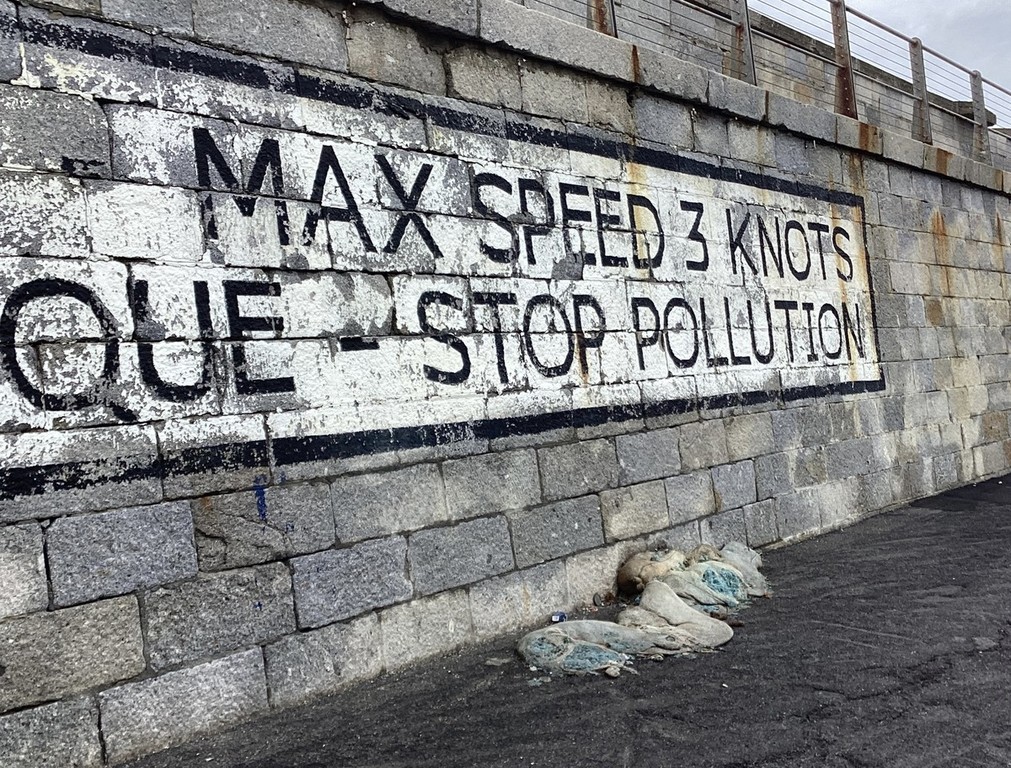 MAX SPEED 3 KNOTS
QUE - STOP POLLUTION